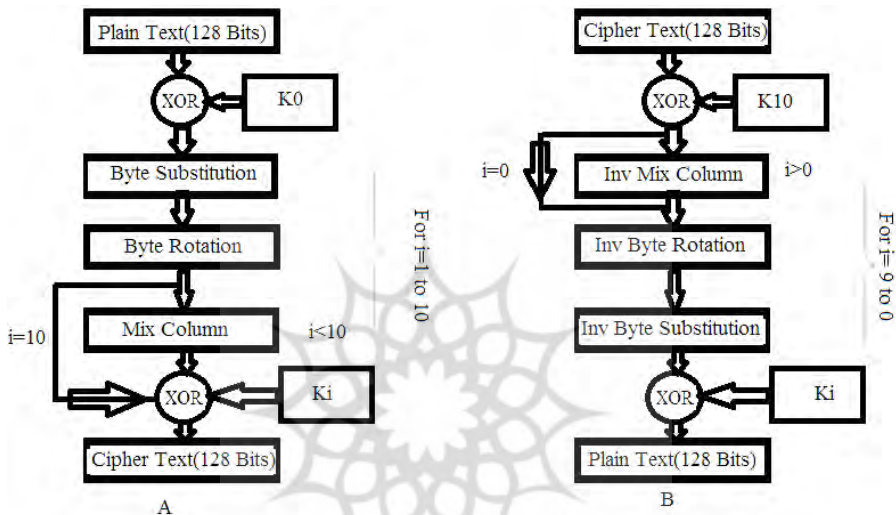 Plain Text(128 Bits)
XOR
K0
Byte Substitution
Byte Rotation
Mix Column
i<10
i=10
XOR
Ki
Cipher Text(128 Bits)
For i=1 to 10
A
Cipher Text(128 Bits)
XOR
K10
i=0
Inv Mix Column
i>0
Inv Byte Rotation
Inv Byte Substitution
XOR
Ki
Plain Text(128 Bits)
For i= 9 to 0
B